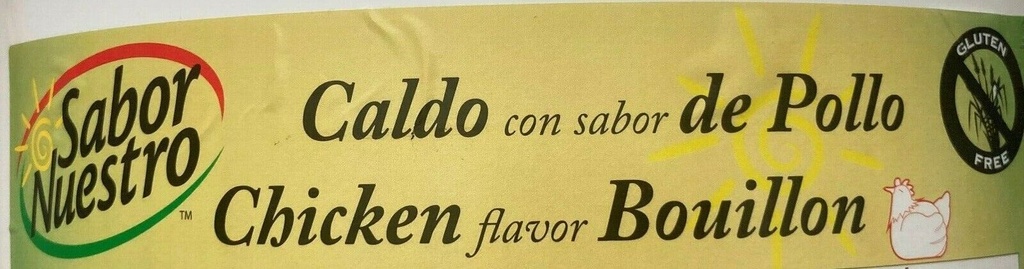 Sabor
Nuestro
TM
Caldo con sabor de Pollo
Chicken flavor Bouillon
GLUTEN
FREE